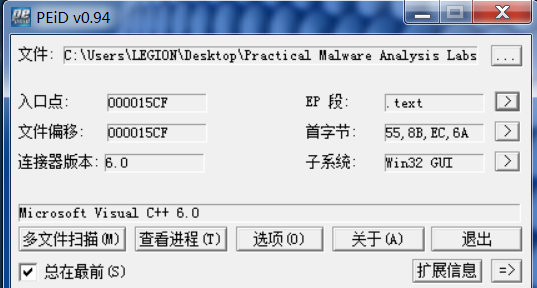 PEiD v0.94
文件: C:\Users\LEGION\Desktop\Practical Malware Analysis Labs ...
入口点: 000015CF EP 段: .text >
文件偏移: 000015CF 首字节: 55,8B,EC,6A >
连接器版本: 6.0 子系统: Win32 GUI >
Microsoft Visual C++ 6.0
多文件扫描(M) 查看进程(T) 选项(O) 关于(A) 退出
总在最前(S) 扩展信息 =>